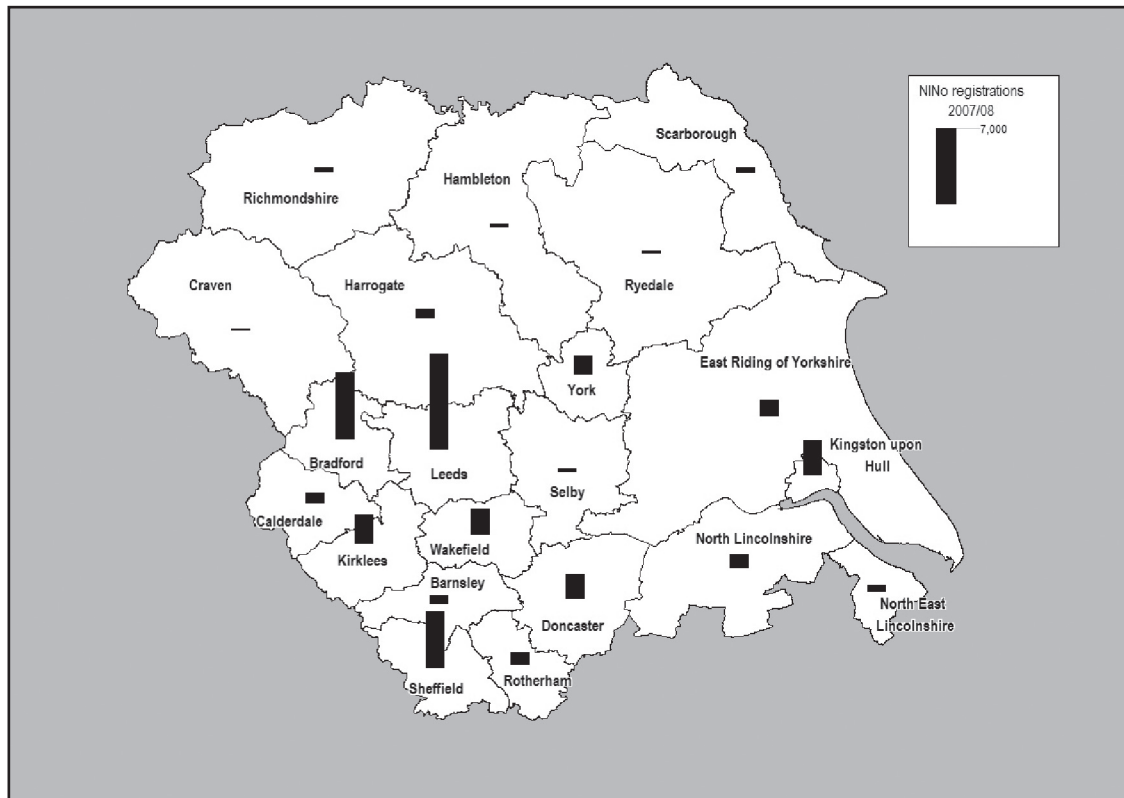 NINo registrations
2007/08
7,000
Scarborough
Hambleton
Richmondshire
Craven
Harrogate
Ryedale
East Riding of Yorkshire
York
Kingston upon
Hull
Bradford
Leeds
Selby
Calderdale
Kirklees
Wakefield
North Lincolnshire
Barnsley
Doncaster
North East
Lincolnshire
Sheffield
Rotherham